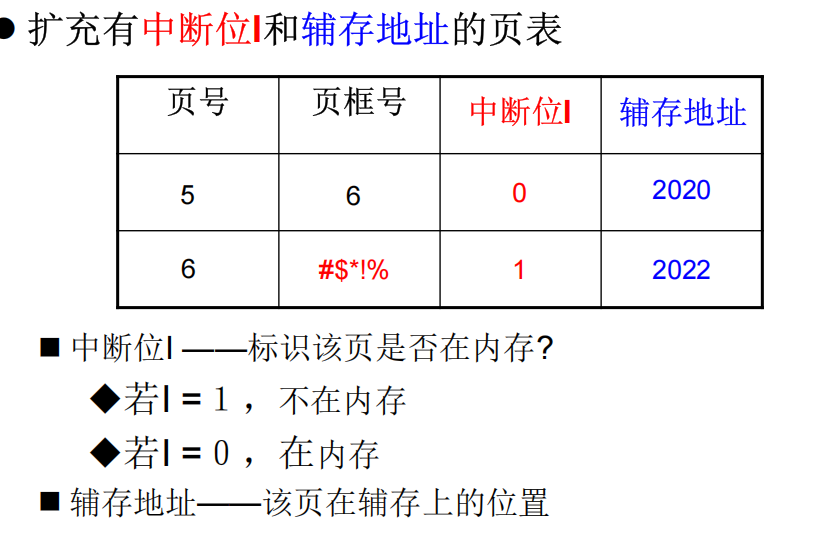 ● 扩充有中断位I和辅存地址的页表
页号 页框号 中断位I 辅存地址
5 6 0 2020
6 #$*!% 1 2022
■ 中断位I ——标识该页是否在内存?
◆若I = 1 ，不在内存
◆若I = 0 ，在内存
■ 辅存地址——该页在辅存上的位置